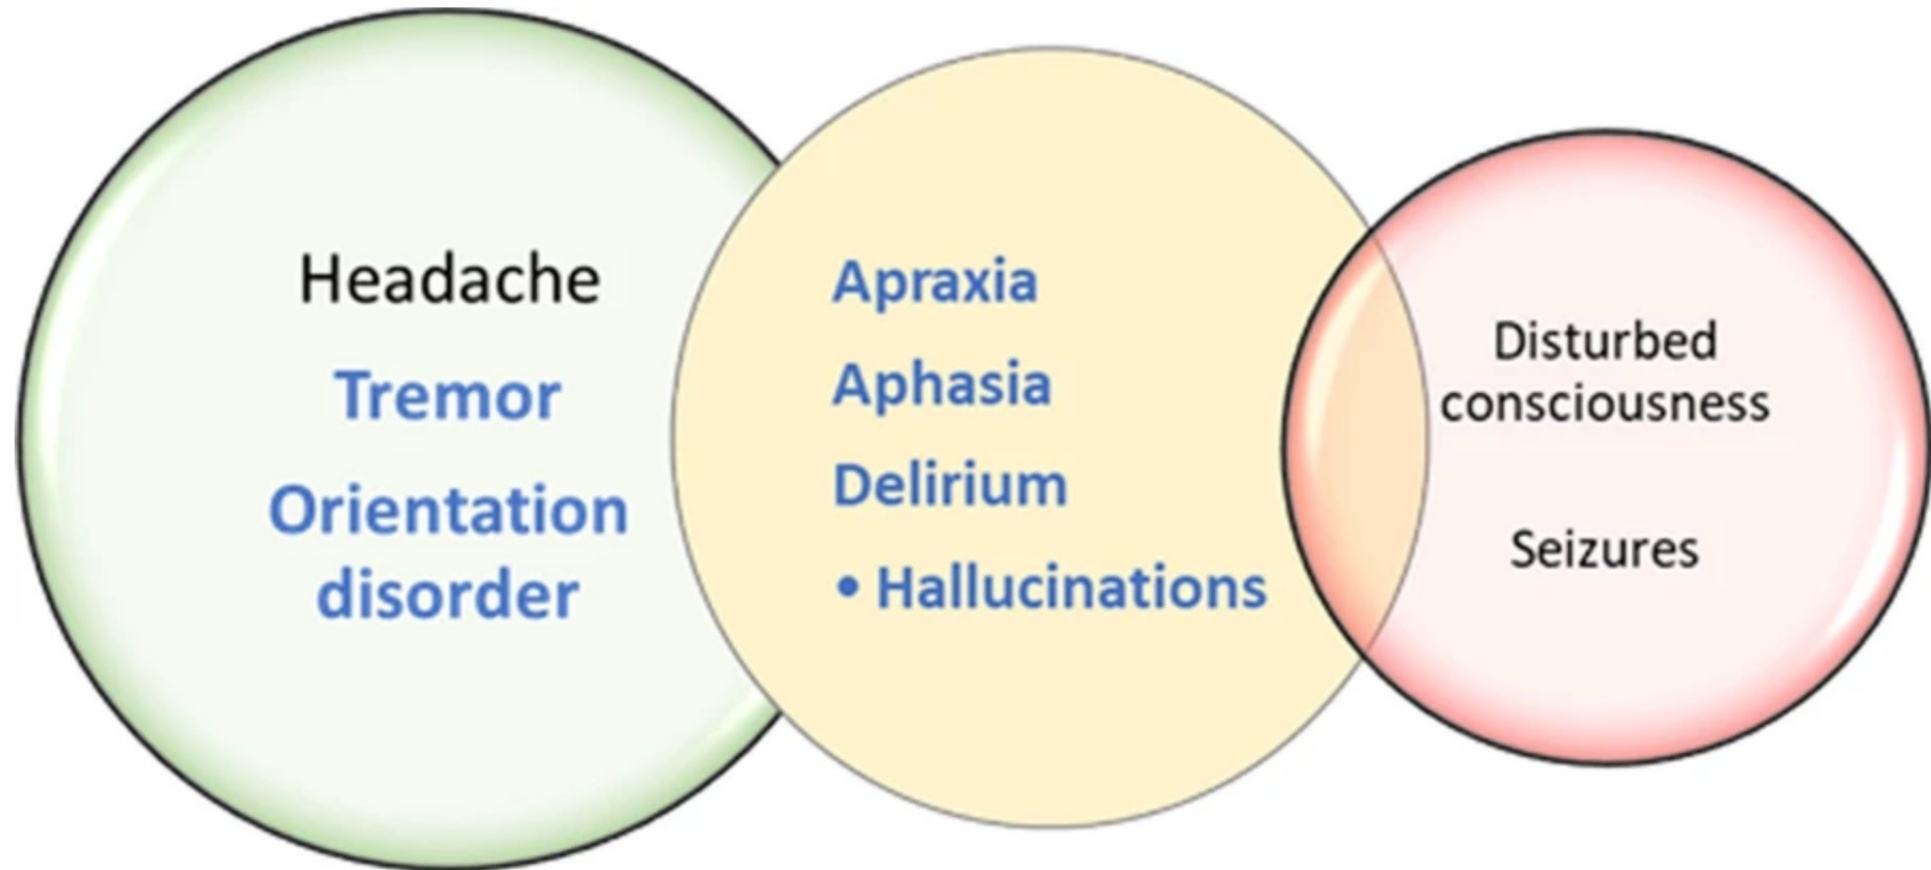 Headache
Tremor
Orientation
disorder
Apraxia
Aphasia
Delirium
• Hallucinations
Disturbed
consciousness
Seizures